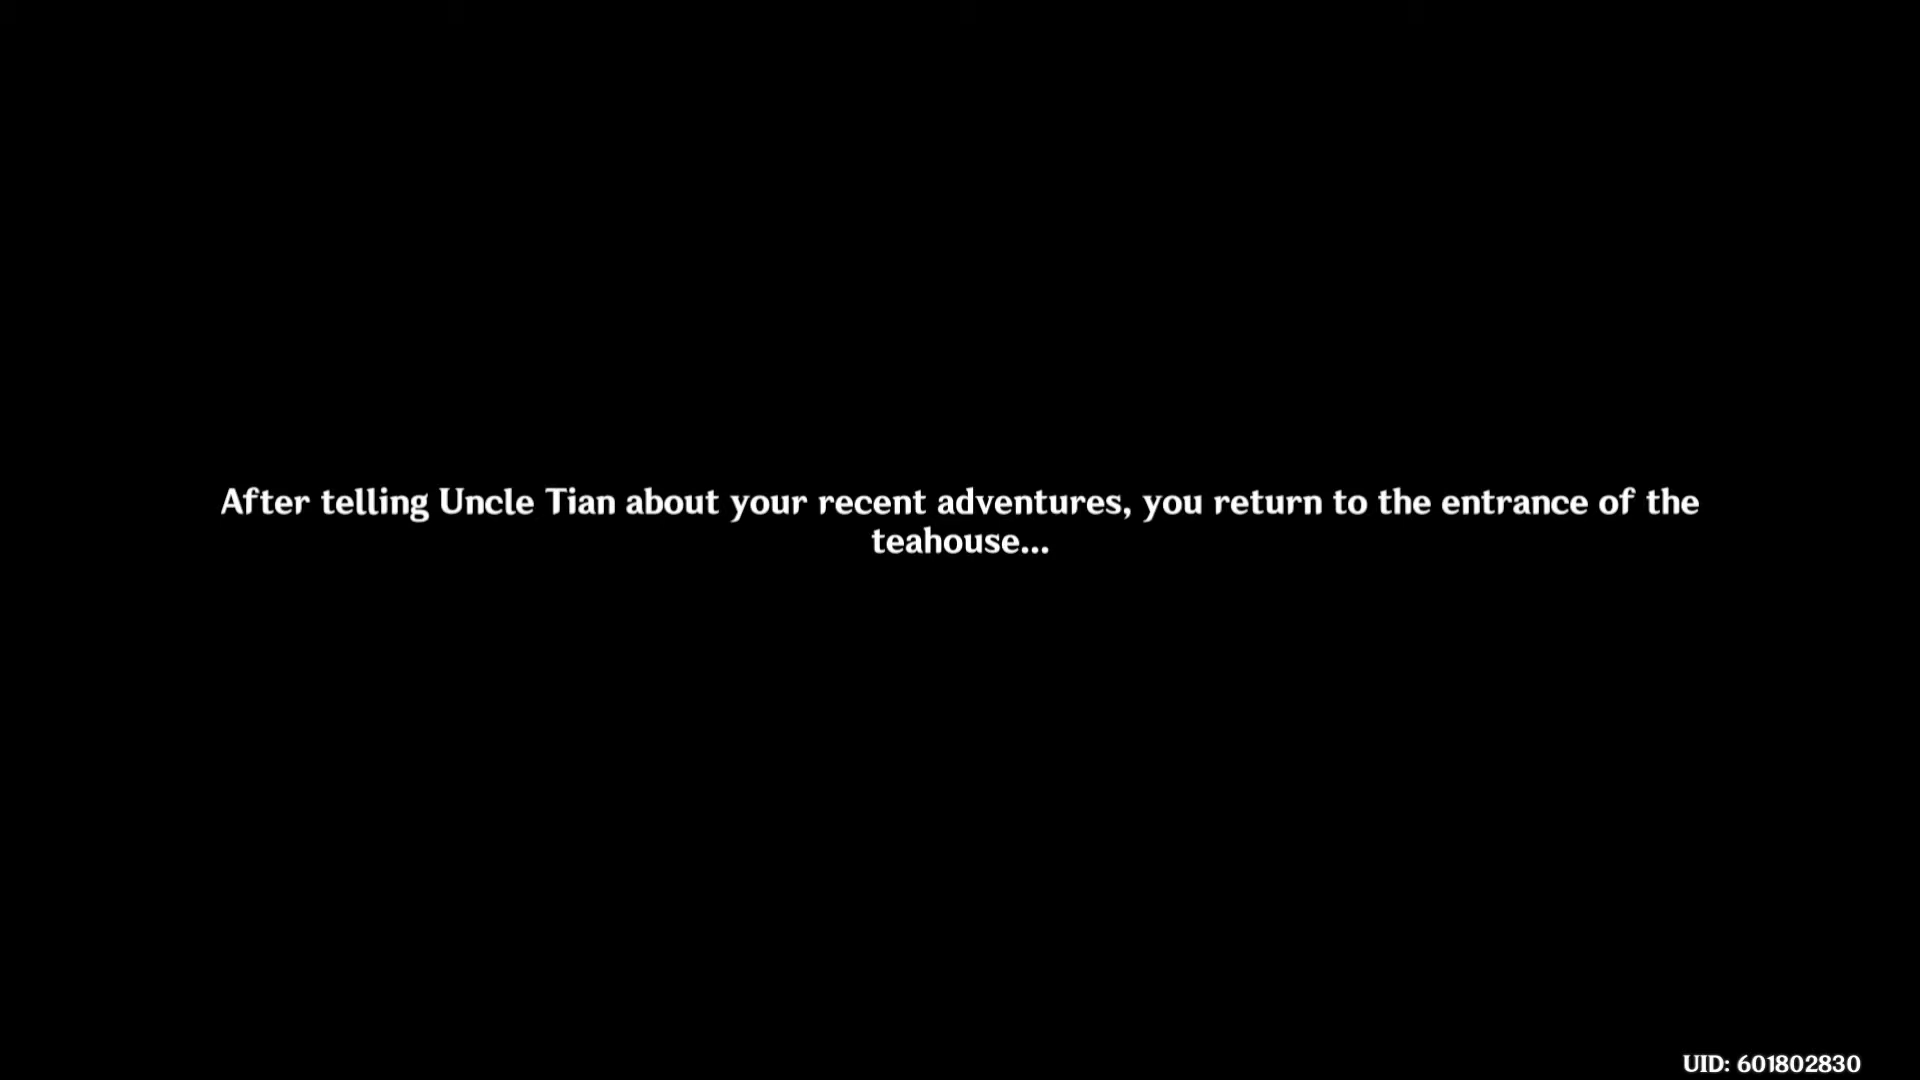 After telling Uncle Tian about your recent adventures, you return to the entrance of the
teahouse...
UID: 601802830